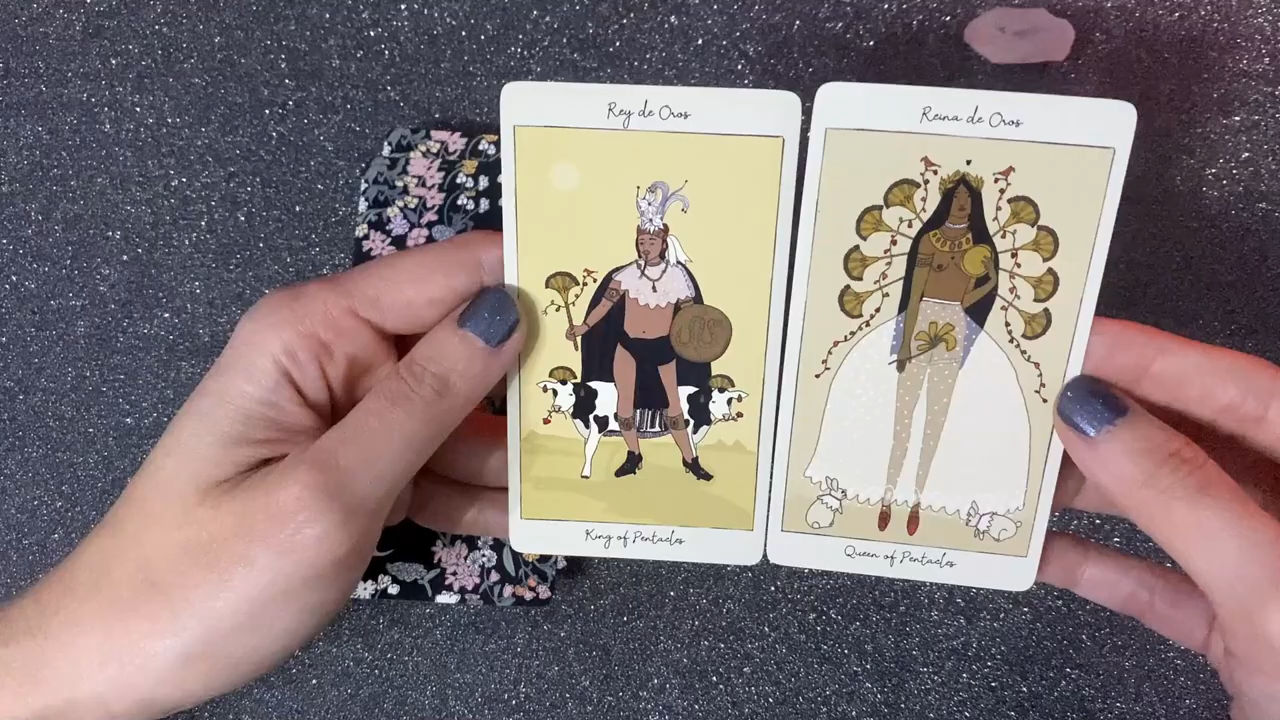 Rey de Oros
King of Pentacles
Reina de Oros
Queen of Pentacles